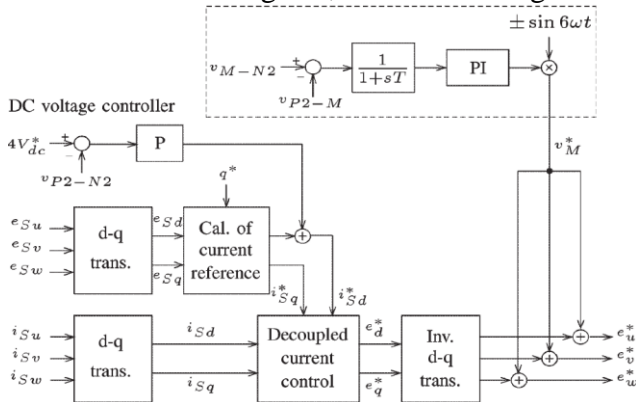 ± sin 6ωt
v_{M−N2}
+
−
1
1+sT
PI
×
v_{P2−M}
DC voltage controller
4V*_{dc}
+
−
P
v_{P2−N2}
v*_M
q*
e_{Su}
e_{Sv}
e_{Sw}
d-q
trans.
e_{Sd}
e_{Sq}
Cal. of
current
reference
+
i*_{Sq}
i*_{Sd}
i_{Su}
i_{Sv}
i_{Sw}
d-q
trans.
i_{Sd}
i_{Sq}
Decoupled
current
control
e*_d
e*_q
Inv.
d-q
trans.
+
+
+
e*_u
e*_v
e*_w